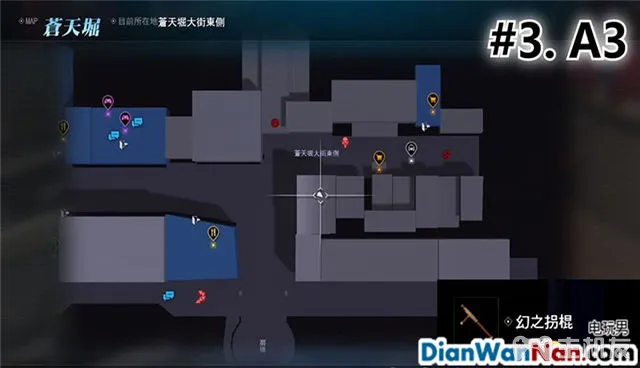 MAP 蒼天堀 目前所在地 蒼天堀大街東側
#3. A3
蒼天堀大街東側
幻之拐棍
电玩男
DianWanNan.com